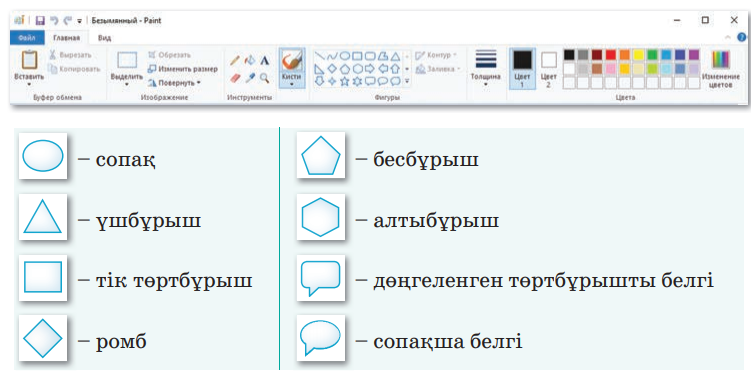 Безымянный - Paint
Файл Главная Вид
Вставить
Вырезать
Копировать
Буфер обмена
Выделить
Обрезать
Изменить размер
Повернуть
Изображение
Инструменты
Кисти
Контур
Заливка
Фигуры
Толщина
Цвет 1
Цвет 2
Изменение цветов
Цвета
– сопақ
– үшбұрыш
– тік төртбұрыш
– ромб
– бесбұрыш
– алтыбұрыш
– дөңгеленген төртбұрышты белгі
– сопақша белгі